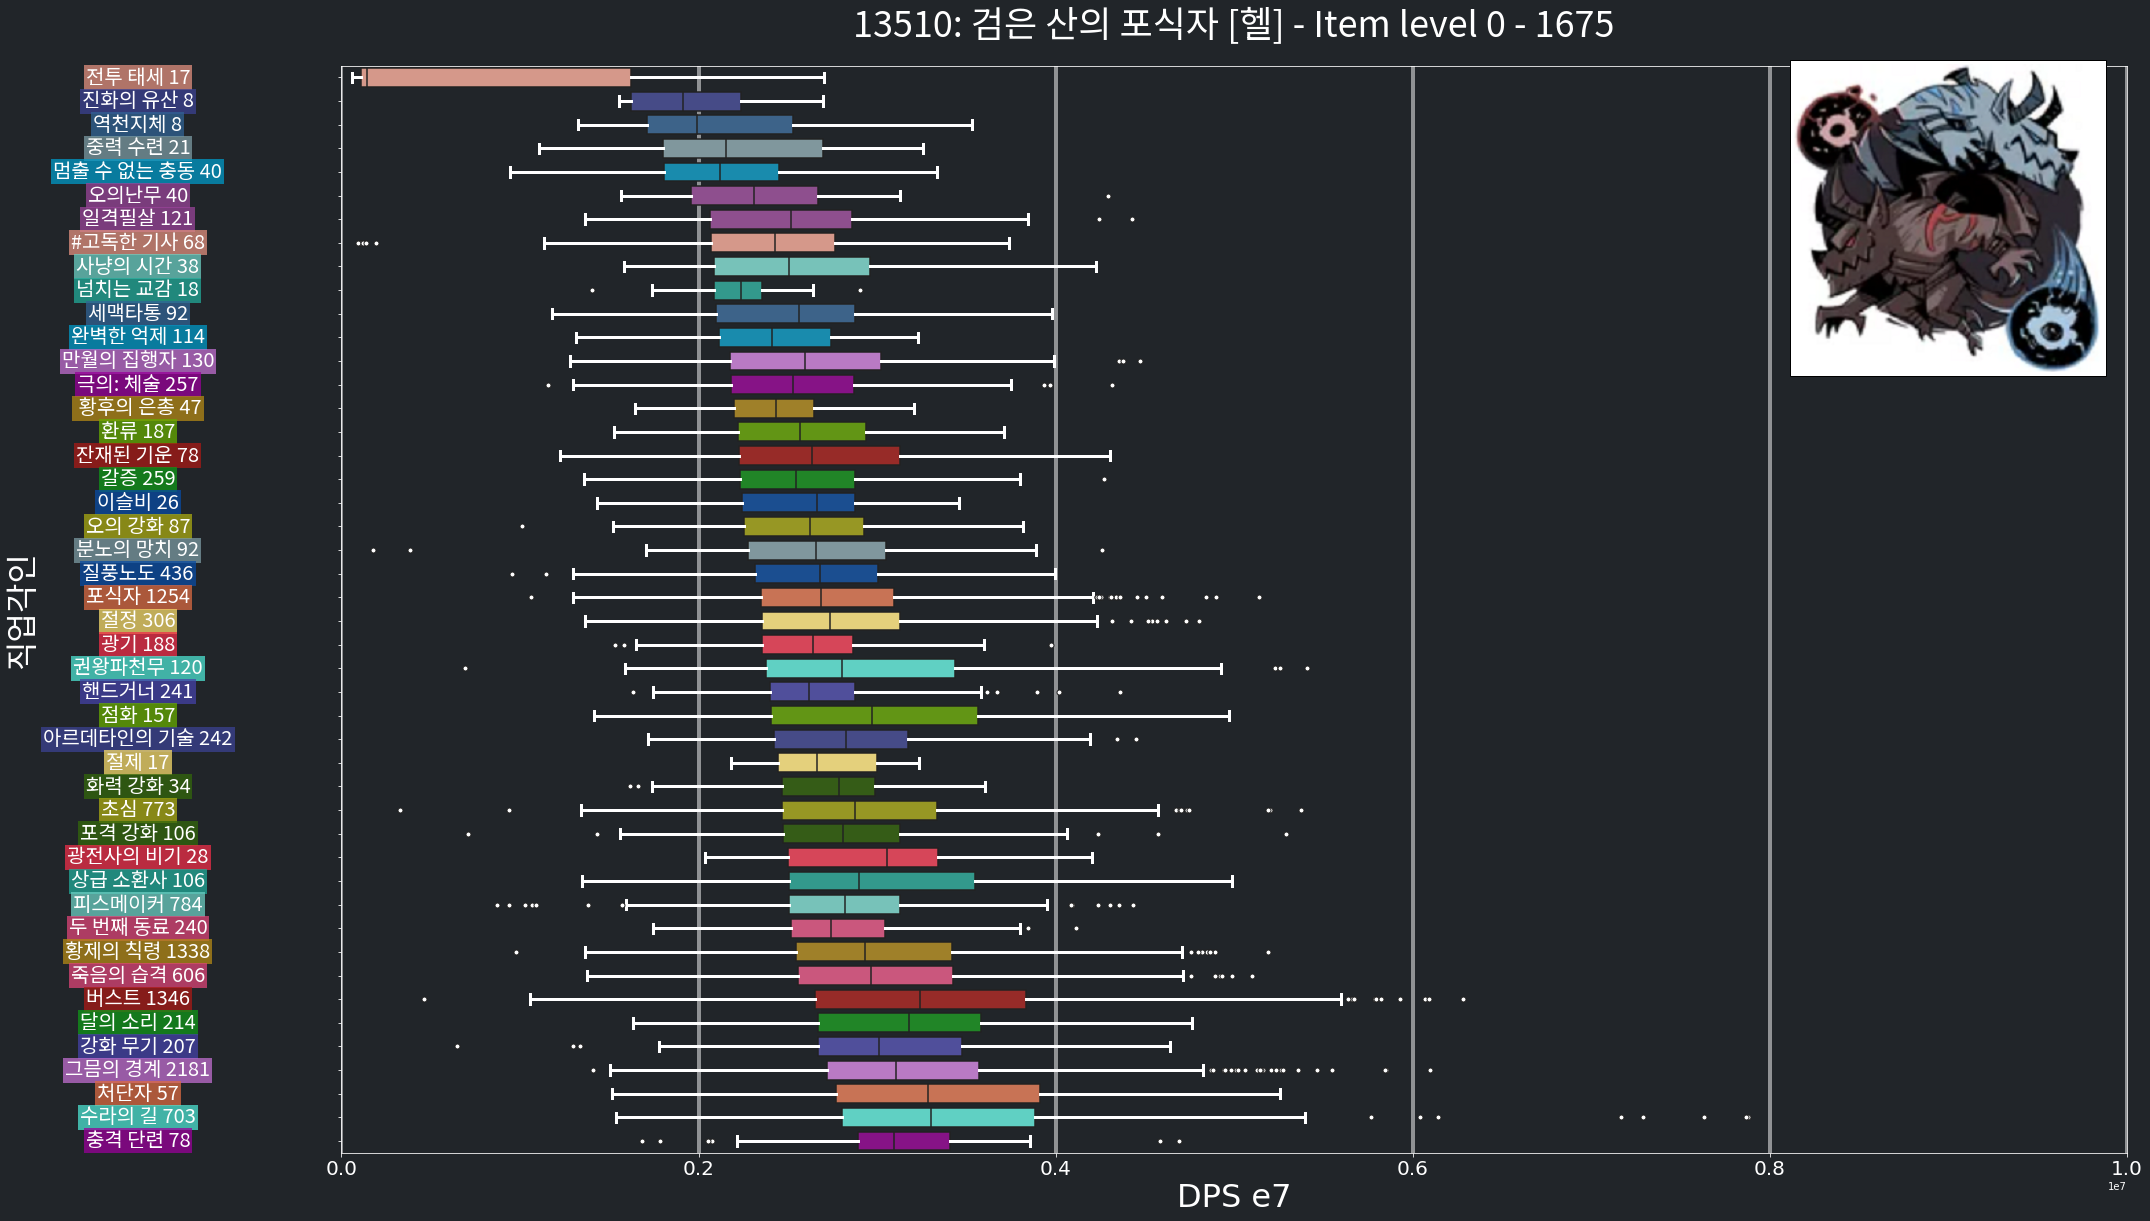 13510: 검은 산의 포식자 [헬] - Item level 0 - 1675
직업각인
전투 태세 17
진화의 유산 8
역천지체 8
중력 수련 21
멈출 수 없는 충동 40
오의난무 40
일격필살 121
#고독한 기사 68
사냥의 시간 38
넘치는 교감 18
세맥타통 92
완벽한 억제 114
만월의 집행자 130
극의: 체술 257
황후의 은총 47
환류 187
잔재된 기운 78
갈증 259
이슬비 26
오의 강화 87
분노의 망치 92
질풍노도 436
포식자 1254
절정 306
광기 188
권왕파천무 120
핸드거너 241
점화 157
아르데타인의 기술 242
절제 17
화력 강화 34
초심 773
포격 강화 106
광전사의 비기 28
상급 소환사 106
피스메이커 784
두 번째 동료 240
황제의 칙령 1338
죽음의 습격 606
버스트 1346
달의 소리 214
강화 무기 207
그믐의 경계 2181
처단자 57
수라의 길 703
충격 단련 78
0.0 0.2 0.4 0.6 0.8 1.0
1e7
DPS e7